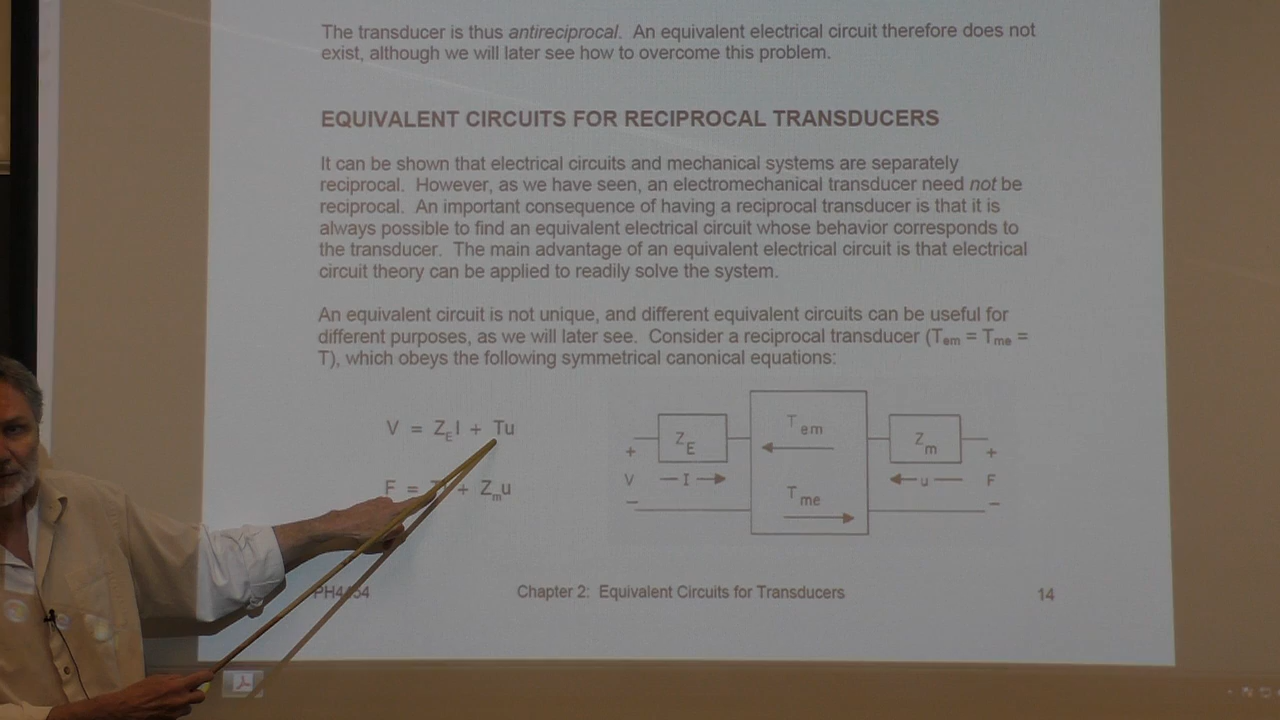 The transducer is thus antireciprocal. An equivalent electrical circuit therefore does not
exist, although we will later see how to overcome this problem.
EQUIVALENT CIRCUITS FOR RECIPROCAL TRANSDUCERS
It can be shown that electrical circuits and mechanical systems are separately
reciprocal. However, as we have seen, an electromechanical transducer need not be
reciprocal. An important consequence of having a reciprocal transducer is that it is
always possible to find an equivalent electrical circuit whose behavior corresponds to
the transducer. The main advantage of an equivalent electrical circuit is that electrical
circuit theory can be applied to readily solve the system.
An equivalent circuit is not unique, and different equivalent circuits can be useful for
different purposes, as we will later see. Consider a reciprocal transducer (Tem = Tme =
T), which obeys the following symmetrical canonical equations:
V = ZEI + Tu
F = + Zmu
ZE
Tem
Zm
+
+
V
I
u
F
Tme
−
−
Chapter 2: Equivalent Circuits for Transducers
14